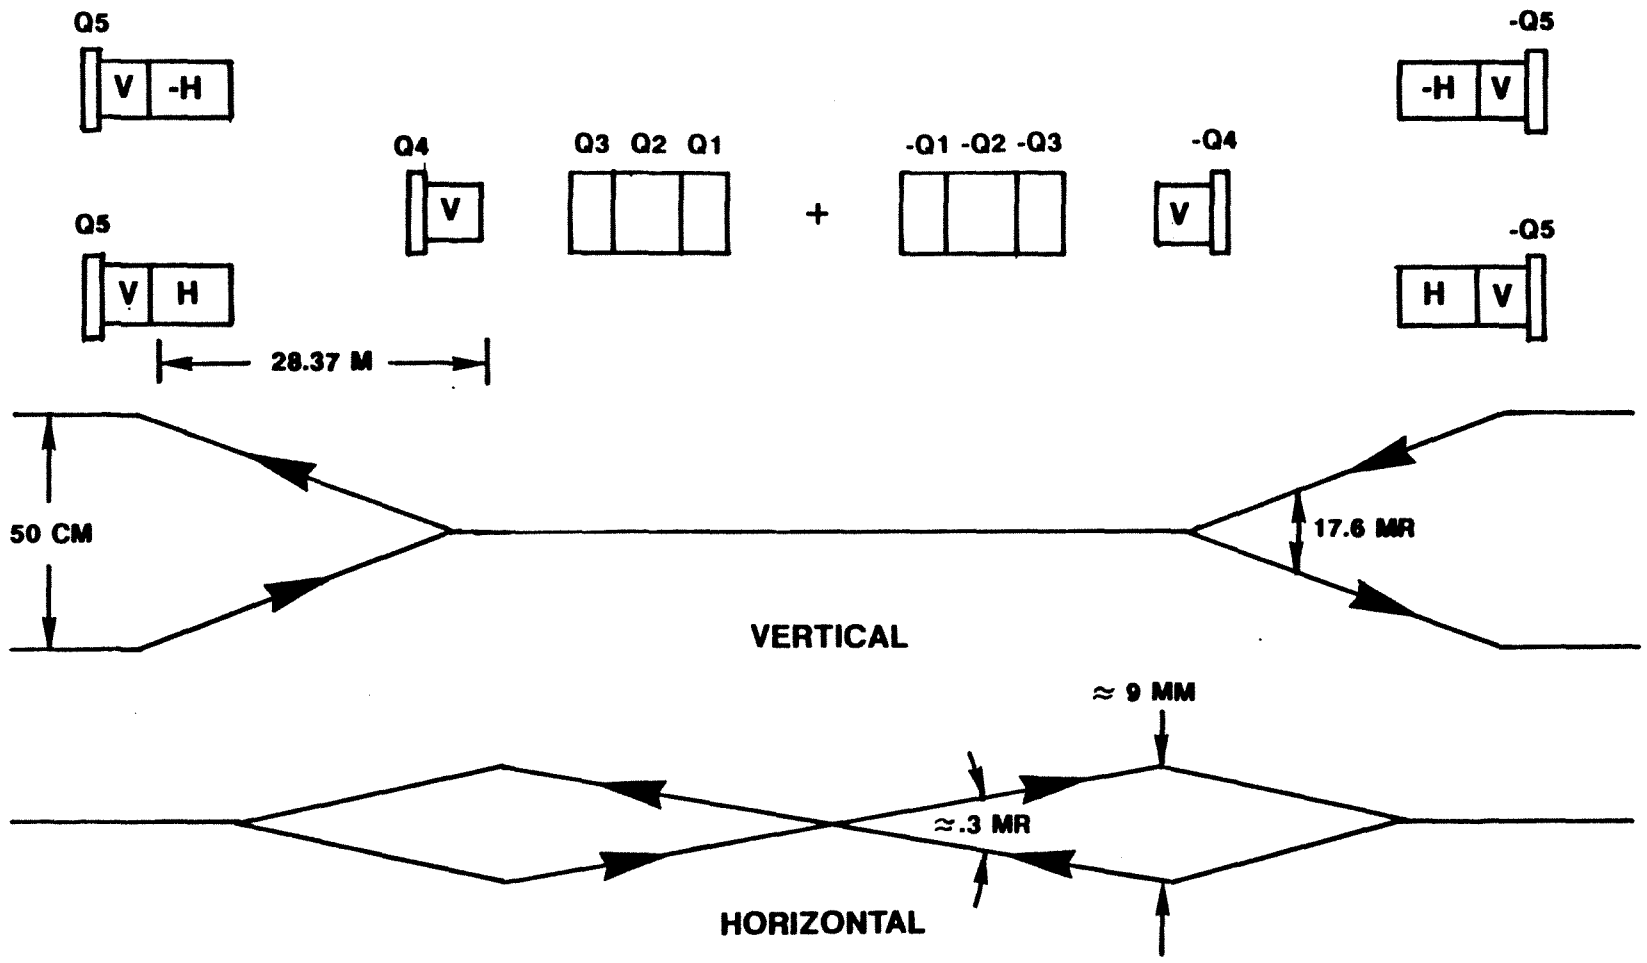 Q5 -Q5
V -H -H V
Q4 Q3 Q2 Q1 -Q1 -Q2 -Q3 -Q4
V + V
Q5 -Q5
V H H V
28.37 M
50 CM
17.6 MR
VERTICAL
≈ 9 MM
≈.3 MR
HORIZONTAL